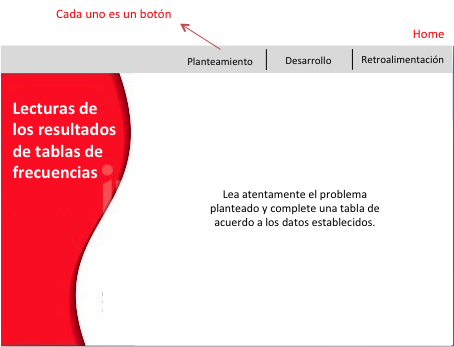 Cada uno es un botón
Home
Planteamiento
Desarrollo
Retroalimentación
Lecturas de
los resultados
de tablas de
frecuencias
Lea atentamente el problema
planteado y complete una tabla de
acuerdo a los datos establecidos.